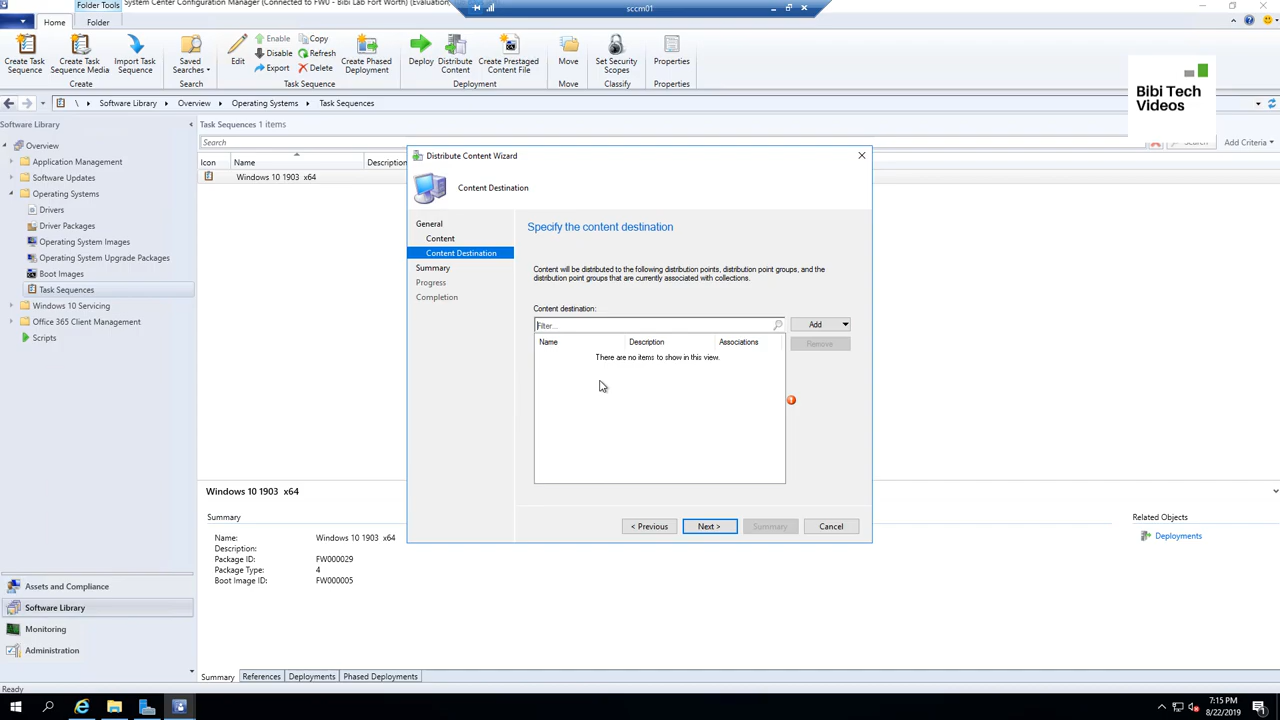 Folder Tools
System Center Configuration Manager (Connected to FW0 - Bibi Lab Fort Worth) (Evaluation
sccm01
Home
Folder
Create Task
Sequence
Create Task
Sequence Media
Import Task
Sequence
Create
Saved
Searches
Search
Edit
Enable
Disable
Export
Copy
Refresh
Delete
Create Phased
Deployment
Task Sequence
Deploy
Distribute
Content
Create Prestaged
Content File
Deployment
Move
Move
Set Security
Scopes
Classify
Properties
Properties
Bibi Tech
Videos
\ Software Library Overview Operating Systems Task Sequences
Software Library
Overview
Application Management
Software Updates
Operating Systems
Drivers
Driver Packages
Operating System Images
Operating System Upgrade Packages
Boot Images
Task Sequences
Windows 10 Servicing
Office 365 Client Management
Scripts
Assets and Compliance
Software Library
Monitoring
Administration
Ready
Task Sequences 1 items
Search
Search
Add Criteria
Icon Name Description
Windows 10 1903 x64
Distribute Content Wizard
Content Destination
General
Content
Content Destination
Summary
Progress
Completion
Specify the content destination
Content will be distributed to the following distribution points, distribution point groups, and the
distribution point groups that are currently associated with collections.
Content destination:
Filter...
Add
Remove
Name Description Associations
There are no items to show in this view.
< Previous
Next >
Summary
Cancel
Windows 10 1903 x64
Summary
Name: Windows 10 1903 x64
Description:
Package ID: FW000029
Package Type: 4
Boot Image ID: FW000005
Related Objects
Deployments
Summary References Deployments Phased Deployments
7:15 PM
8/22/2019
1